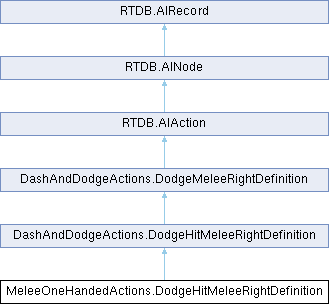 RTDB.AIRecord
RTDB.AINode
RTDB.AIAction
DashAndDodgeActions.DodgeMeleeRightDefinition
DashAndDodgeActions.DodgeHitMeleeRightDefinition
MeleeOneHandedActions.DodgeHitMeleeRightDefinition